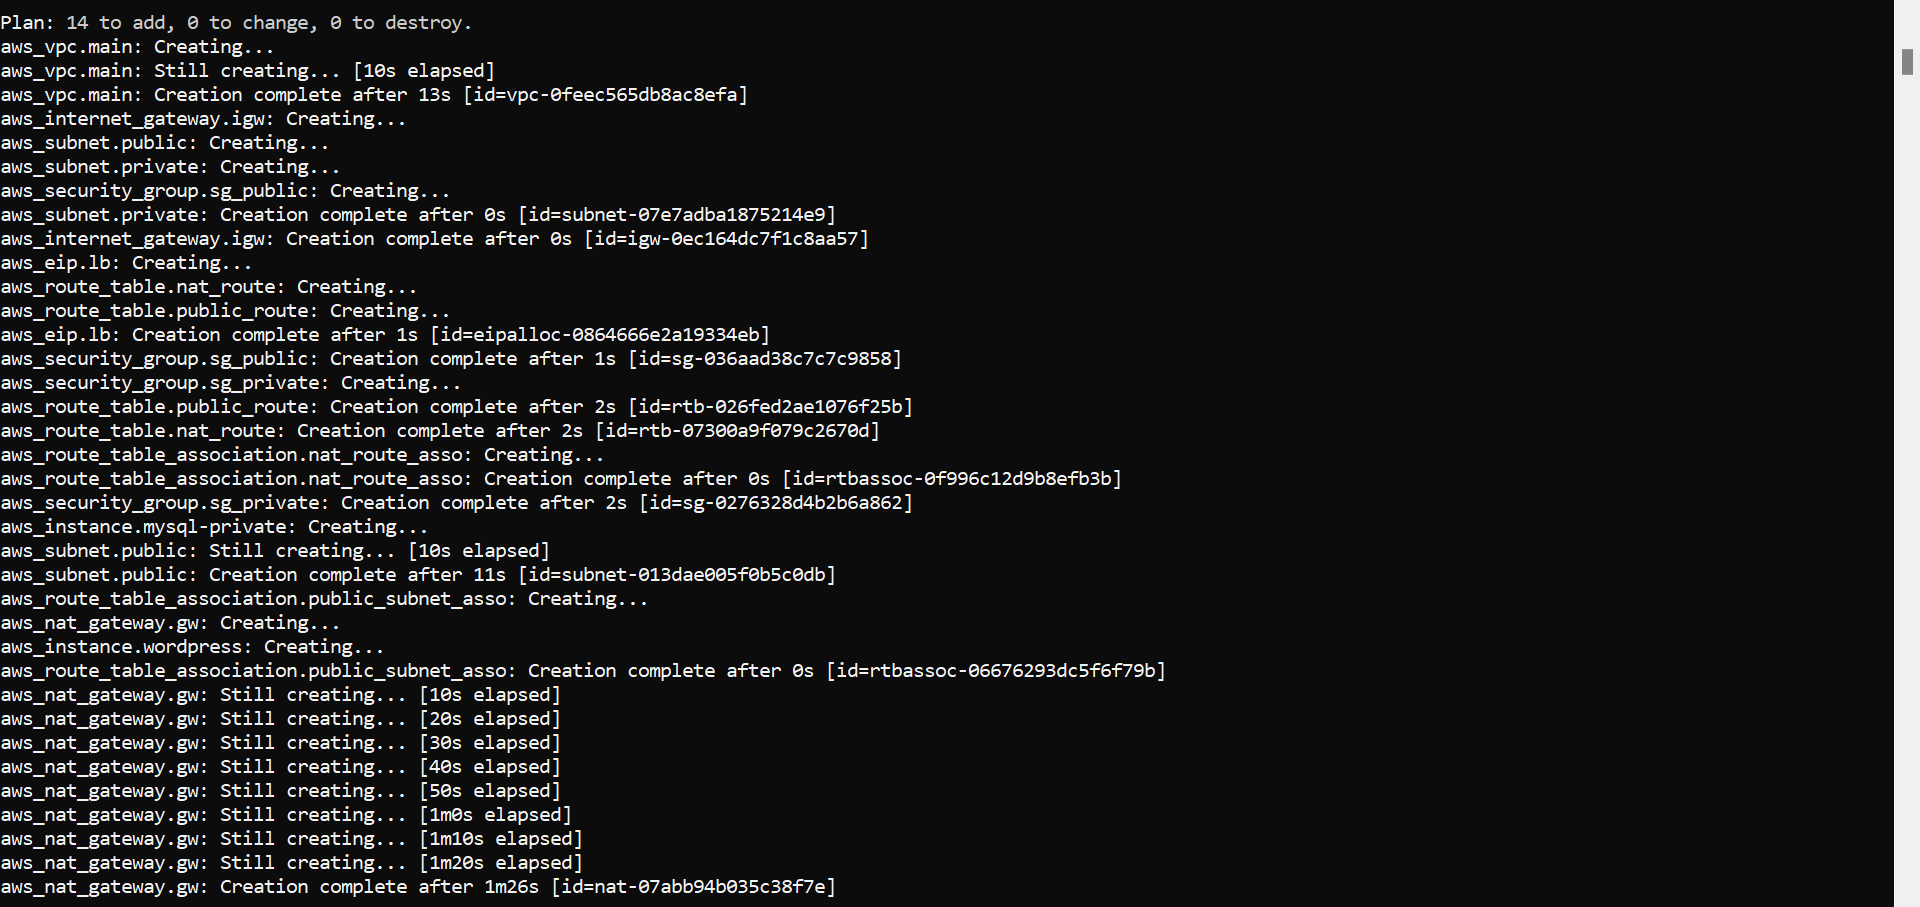 Plan: 14 to add, 0 to change, 0 to destroy.
aws_vpc.main: Creating...
aws_vpc.main: Still creating... [10s elapsed]
aws_vpc.main: Creation complete after 13s [id=vpc-0feec565db8ac8efa]
aws_internet_gateway.igw: Creating...
aws_subnet.public: Creating...
aws_subnet.private: Creating...
aws_security_group.sg_public: Creating...
aws_subnet.private: Creation complete after 0s [id=subnet-07e7adba1875214e9]
aws_internet_gateway.igw: Creation complete after 0s [id=igw-0ec164dc7f1c8aa57]
aws_eip.lb: Creating...
aws_route_table.nat_route: Creating...
aws_route_table.public_route: Creating...
aws_eip.lb: Creation complete after 1s [id=eipalloc-0864666e2a19334eb]
aws_security_group.sg_public: Creation complete after 1s [id=sg-036aad38c7c7c9858]
aws_security_group.sg_private: Creating...
aws_route_table.public_route: Creation complete after 2s [id=rtb-026fed2ae1076f25b]
aws_route_table.nat_route: Creation complete after 2s [id=rtb-07300a9f079c2670d]
aws_route_table_association.nat_route_asso: Creating...
aws_route_table_association.nat_route_asso: Creation complete after 0s [id=rtbassoc-0f996c12d9b8efb3b]
aws_security_group.sg_private: Creation complete after 2s [id=sg-0276328d4b2b6a862]
aws_instance.mysql-private: Creating...
aws_subnet.public: Still creating... [10s elapsed]
aws_subnet.public: Creation complete after 11s [id=subnet-013dae005f0b5c0db]
aws_route_table_association.public_subnet_asso: Creating...
aws_nat_gateway.gw: Creating...
aws_instance.wordpress: Creating...
aws_route_table_association.public_subnet_asso: Creation complete after 0s [id=rtbassoc-06676293dc5f6f79b]
aws_nat_gateway.gw: Still creating... [10s elapsed]
aws_nat_gateway.gw: Still creating... [20s elapsed]
aws_nat_gateway.gw: Still creating... [30s elapsed]
aws_nat_gateway.gw: Still creating... [40s elapsed]
aws_nat_gateway.gw: Still creating... [50s elapsed]
aws_nat_gateway.gw: Still creating... [1m0s elapsed]
aws_nat_gateway.gw: Still creating... [1m10s elapsed]
aws_nat_gateway.gw: Still creating... [1m20s elapsed]
aws_nat_gateway.gw: Creation complete after 1m26s [id=nat-07abb94b035c38f7e]